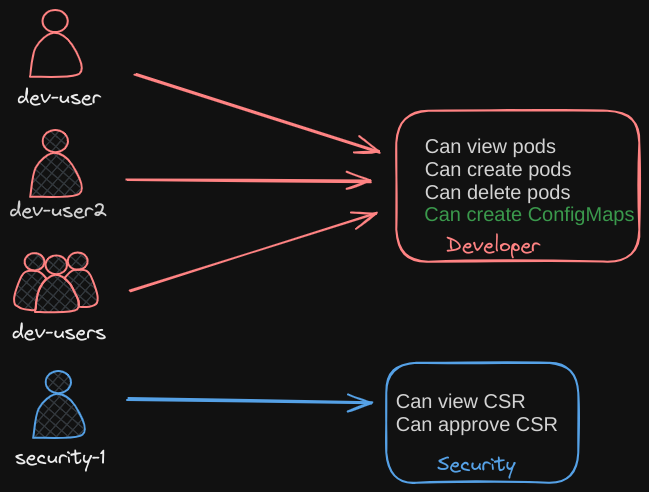 dev-user
dev-user2
dev-users
security-1
Can view pods
Can create pods
Can delete pods
Can create ConfigMaps
Developer
Can view CSR
Can approve CSR
Security